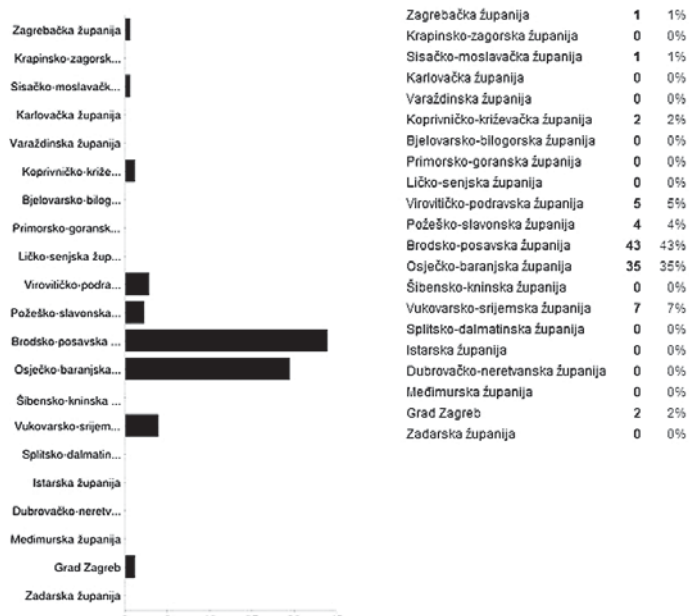 Zagrebačka županija
Krapinsko-zagorsk...
Sisačko-moslavačk...
Karlovačka županija
Varaždinska županija
Koprivničko-križe...
Bjelovarsko-bilog...
Primorsko-goransk...
Ličko-senjska žup...
Virovitičko-podra...
Požeško-slavonska...
Brodsko-posavska ...
Osječko-baranjska...
Šibensko-kninska ...
Vukovarsko-srijem...
Splitsko-dalmatin...
Istarska županija
Dubrovačko-neretv...
Međimurska županija
Grad Zagreb
Zadarska županija
Zagrebačka županija 1 1%
Krapinsko-zagorska županija 0 0%
Sisačko-moslavačka županija 1 1%
Karlovačka županija 0 0%
Varaždinska županija 0 0%
Koprivničko-križevačka županija 2 2%
Bjelovarsko-bilogorska županija 0 0%
Primorsko-goranska županija 0 0%
Ličko-senjska županija 0 0%
Virovitičko-podravska županija 5 5%
Požeško-slavonska županija 4 4%
Brodsko-posavska županija 43 43%
Osječko-baranjska županija 35 35%
Šibensko-kninska županija 0 0%
Vukovarsko-srijemska županija 7 7%
Splitsko-dalmatinska županija 0 0%
Istarska županija 0 0%
Dubrovačko-neretvanska županija 0 0%
Međimurska županija 0 0%
Grad Zagreb 2 2%
Zadarska županija 0 0%